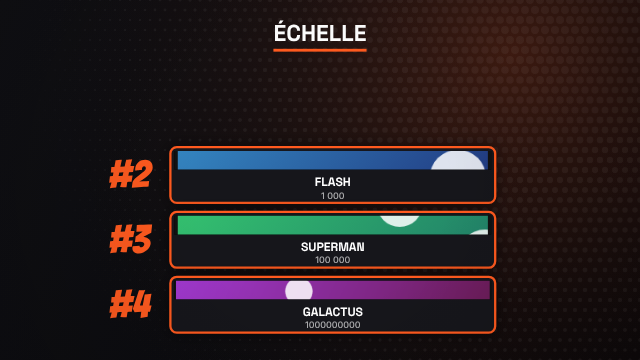 ÉCHELLE
#2
FLASH
1 000
#3
SUPERMAN
100 000
#4
GALACTUS
1000000000